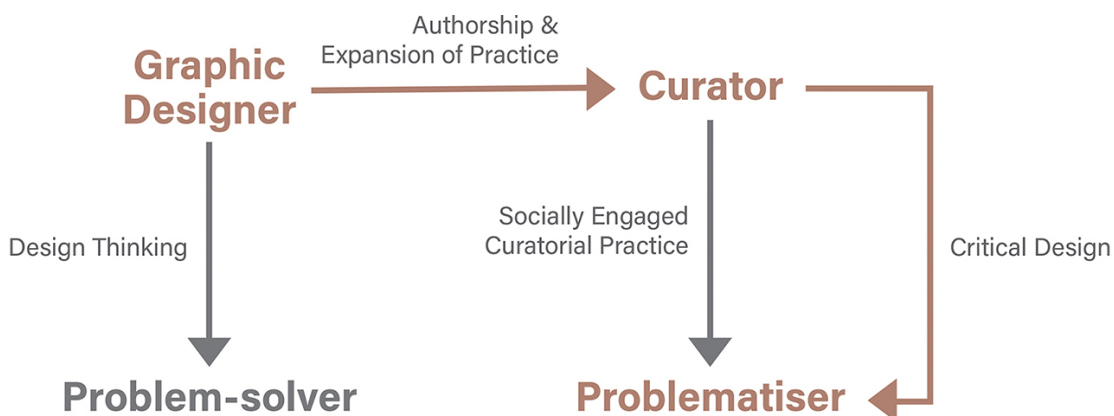 Authorship &
Expansion of Practice
Graphic
Designer
Curator
Design Thinking
Socially Engaged
Curatorial Practice
Critical Design
Problem-solver
Problematiser